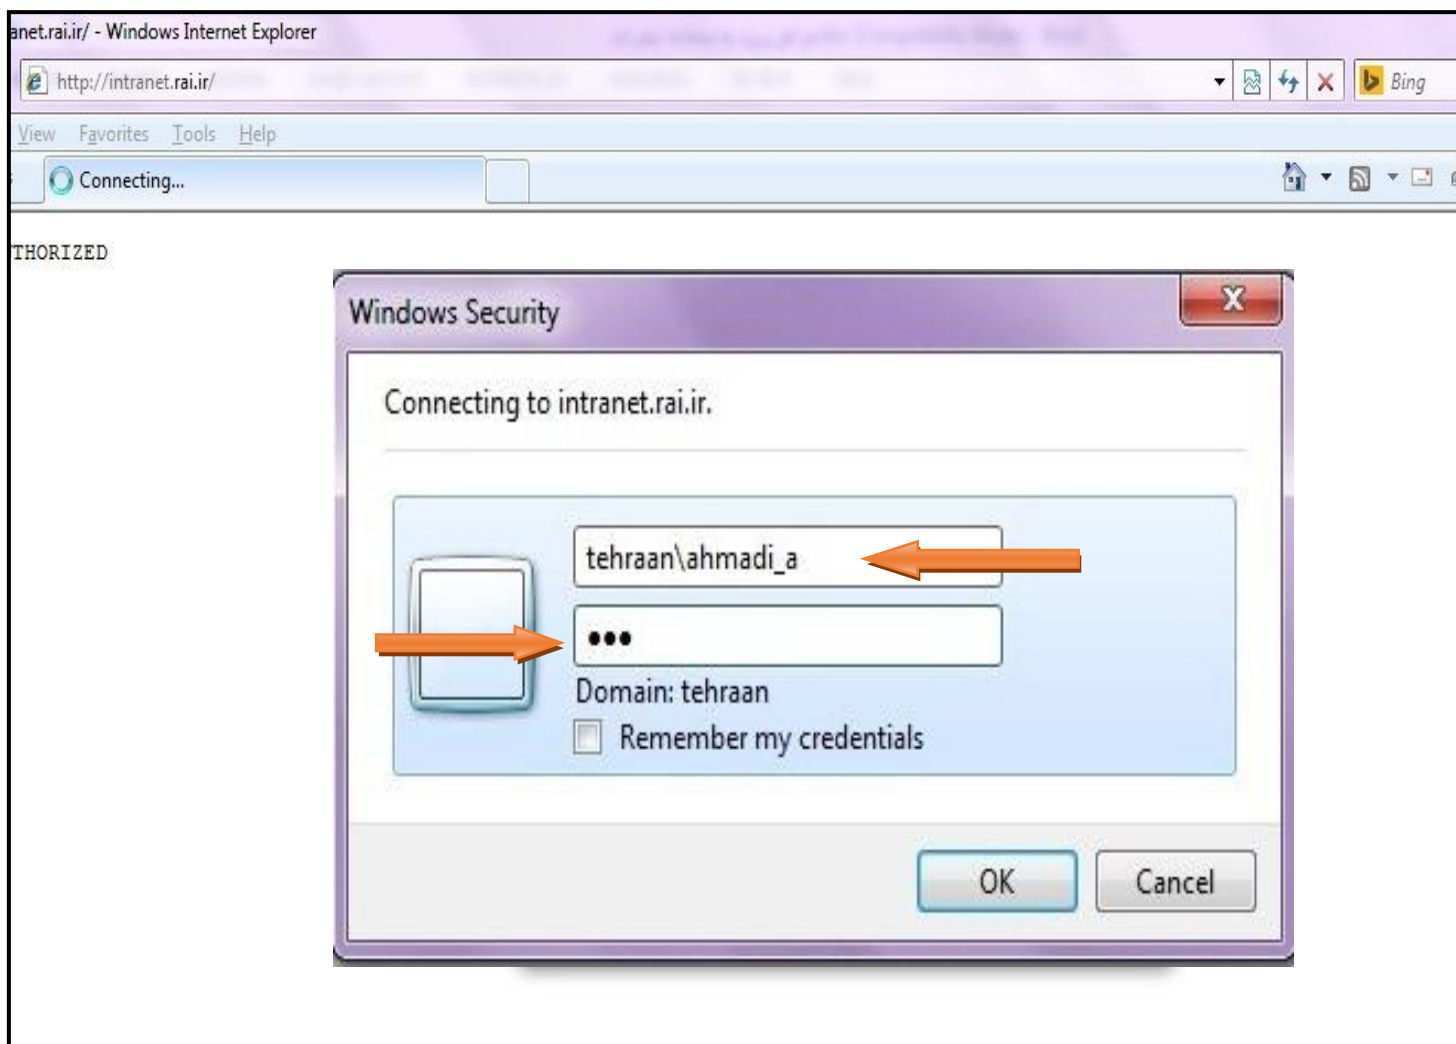 anet.rai.ir/ - Windows Internet Explorer
http://intranet.rai.ir/
Bing
View Favorites Tools Help
Connecting...
THORIZED
Windows Security
Connecting to intranet.rai.ir.
tehraan\ahmadi_a
●●●
Domain: tehraan
Remember my credentials
OK Cancel